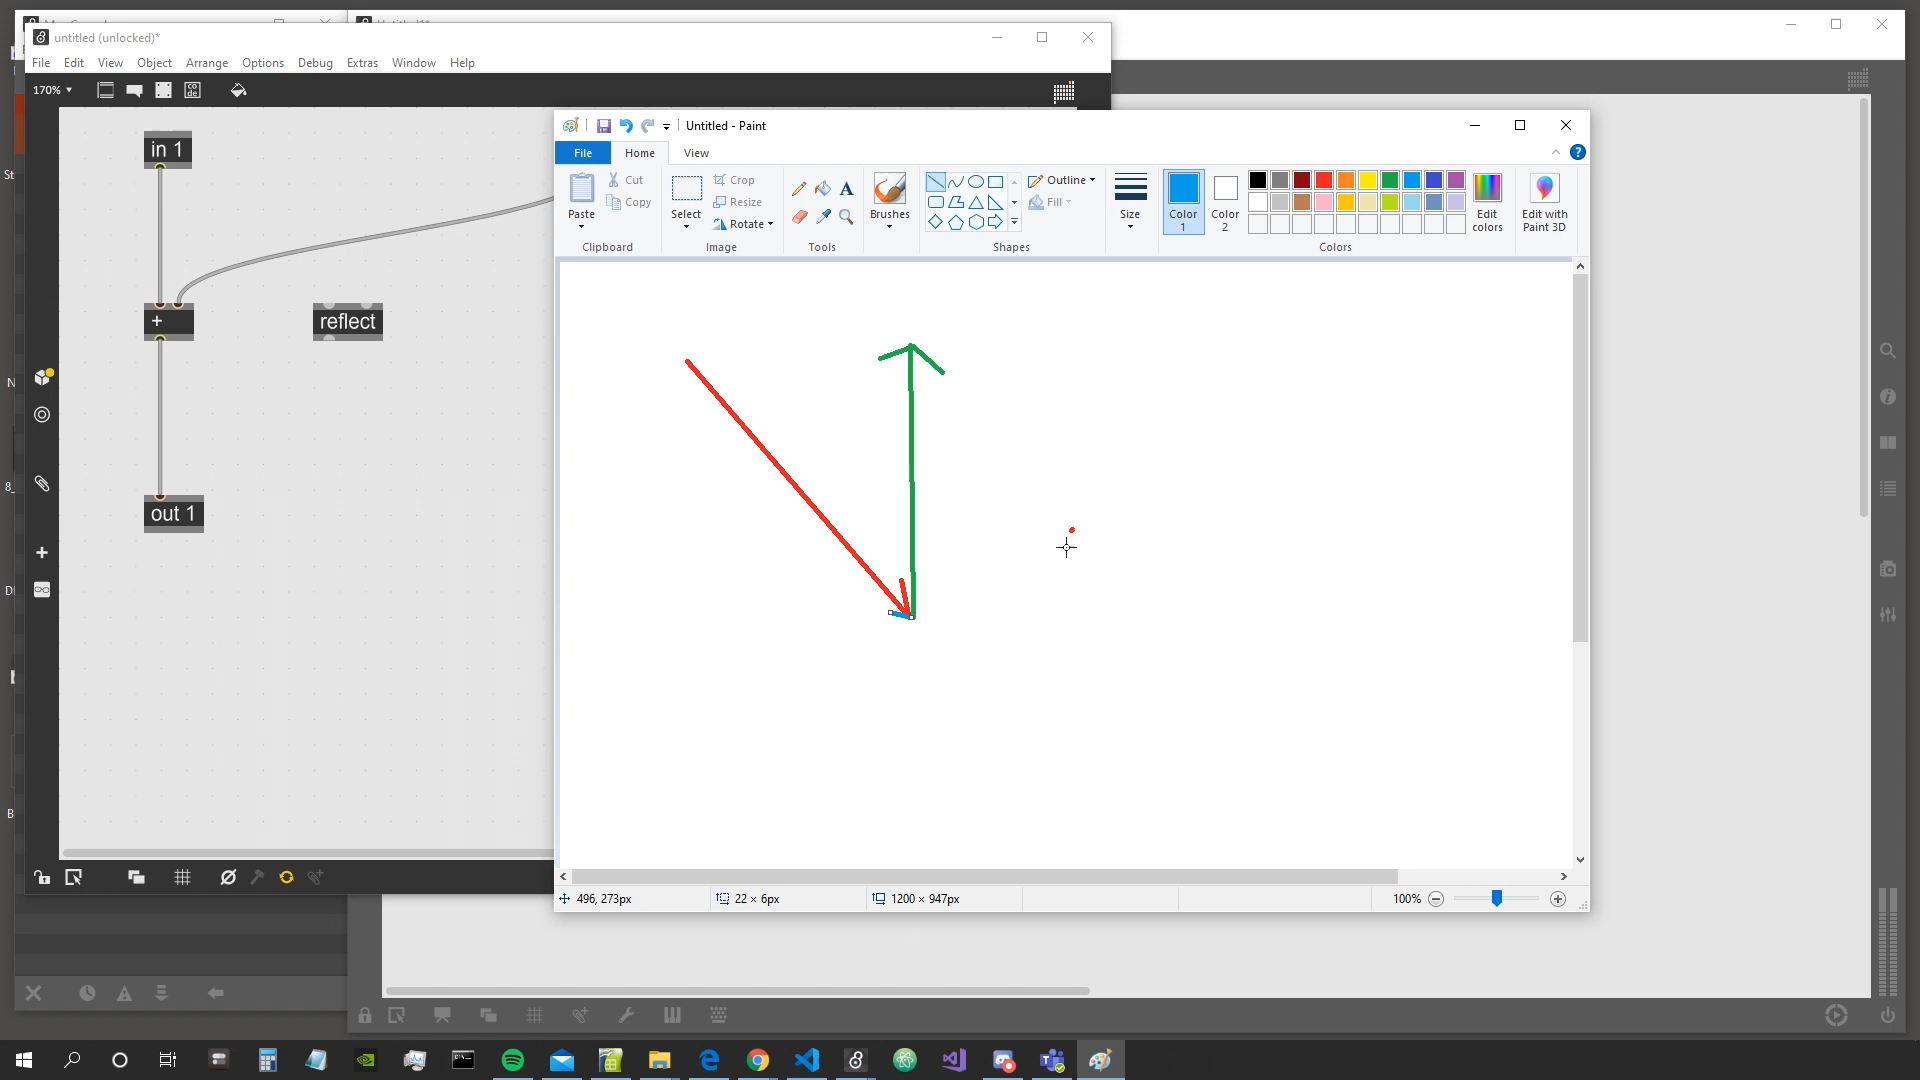 untitled (unlocked)*
File Edit View Object Arrange Options Debug Extras Window Help
170%
in 1
+
reflect
out 1
Untitled - Paint
File Home View
Paste
Cut
Copy
Clipboard
Select
Crop
Resize
Rotate
Image
A
Tools
Brushes
Outline
Fill
Shapes
Size
Color 1
Color 2
Edit colors
Edit with Paint 3D
Colors
496, 273px
22 × 6px
1200 × 947px
100%
St
N
8_
B